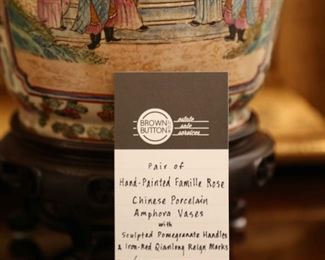 BROWN
BUTTON
estate
sale
services
Pair of
Hand-Painted Famille Rose
Chinese Porcelain
Amphora Vases
with
Sculpted Pomegranate Handles
& Iron-Red Qianlong Reign Marks